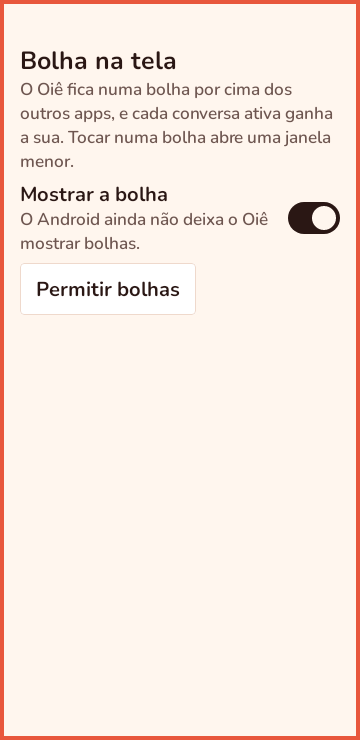 Bolha na tela
O Oiê fica numa bolha por cima dos
outros apps, e cada conversa ativa ganha
a sua. Tocar numa bolha abre uma janela
menor.
Mostrar a bolha
O Android ainda não deixa o Oiê
mostrar bolhas.
Permitir bolhas